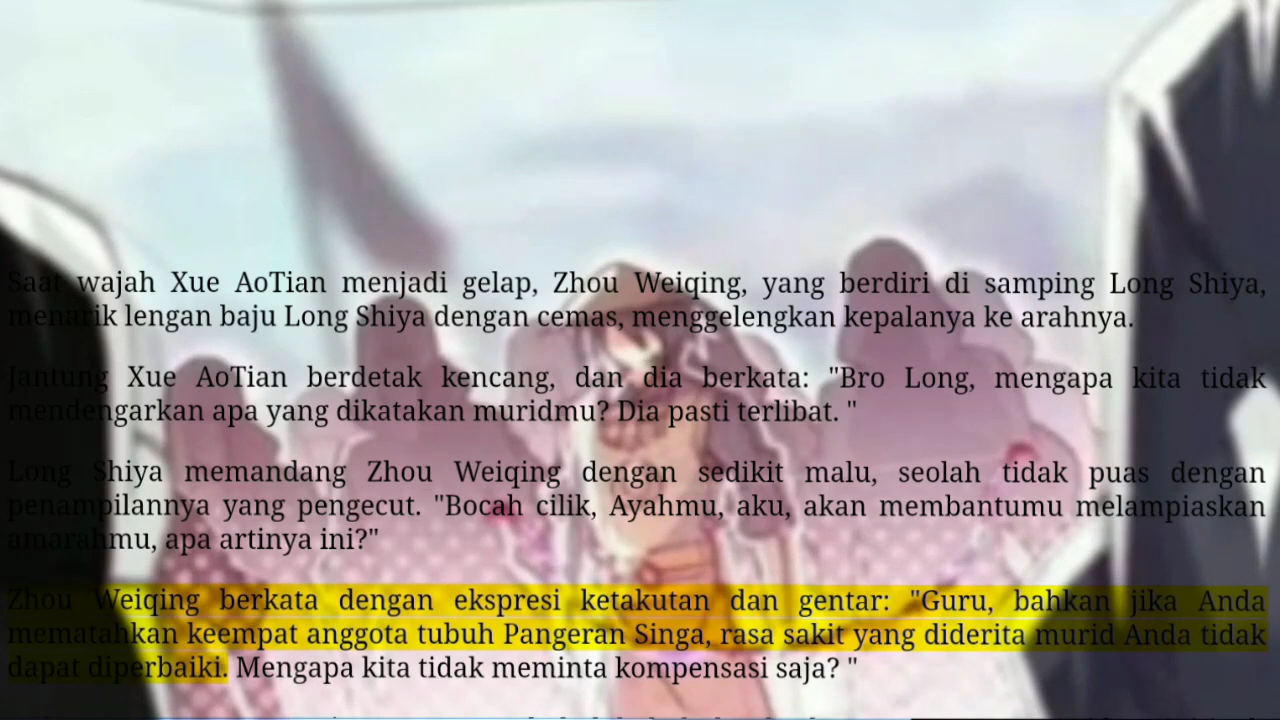 Saat wajah Xue AoTian menjadi gelap, Zhou Weiqing, yang berdiri di samping Long Shiya,
menarik lengan baju Long Shiya dengan cemas, menggelengkan kepalanya ke arahnya.
Jantung Xue AoTian berdetak kencang, dan dia berkata: "Bro Long, mengapa kita tidak
mendengarkan apa yang dikatakan muridmu? Dia pasti terlibat. "
Long Shiya memandang Zhou Weiqing dengan sedikit malu, seolah tidak puas dengan
penampilannya yang pengecut. "Bocah cilik, Ayahmu, aku, akan membantumu melampiaskan
amarahmu, apa artinya ini?"
Zhou Weiqing berkata dengan ekspresi ketakutan dan gentar: "Guru, bahkan jika Anda
mematahkan keempat anggota tubuh Pangeran Singa, rasa sakit yang diderita murid Anda tidak
dapat diperbaiki. Mengapa kita tidak meminta kompensasi saja? "